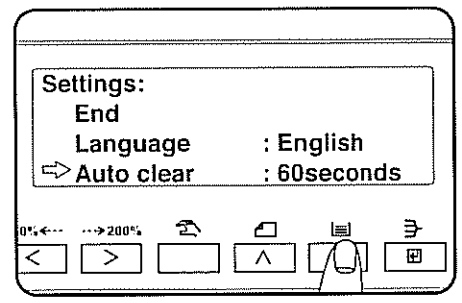 Settings:
End
Language : English
⇨ Auto clear : 60seconds
0%⇠ ⇢200%
< > ∧